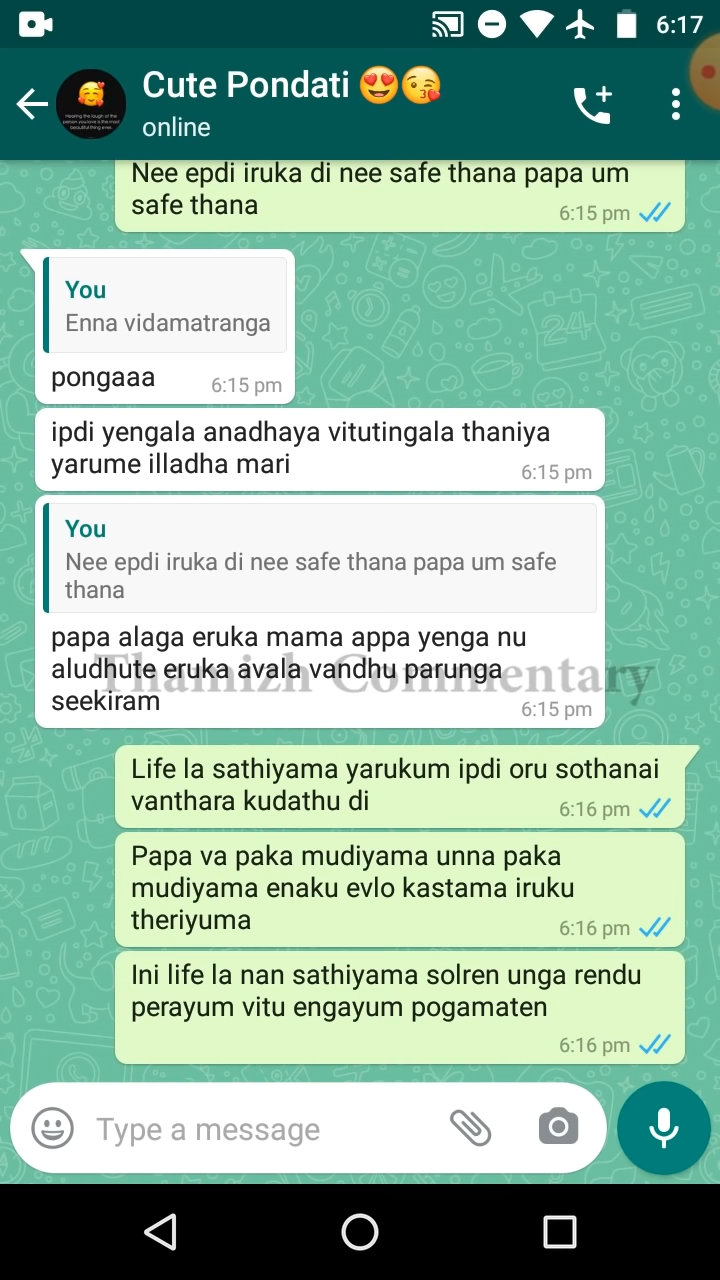 6:17
Cute Pondati 😍😘
online
Nee epdi iruka di nee safe thana papa um
safe thana
6:15 pm
You
Enna vidamatranga
pongaaa
6:15 pm
ipdi yengala anadhaya vitutingala thaniya
yarume illadha mari
6:15 pm
You
Nee epdi iruka di nee safe thana papa um safe
thana
papa alaga eruka mama appa yenga nu
aludhute eruka avala vandhu parunga
seekiram
6:15 pm
Thamizh Commentary
Life la sathiyama yarukum ipdi oru sothanai
vanthara kudathu di
6:16 pm
Papa va paka mudiyama unna paka
mudiyama enaku evlo kastama iruku
theriyuma
6:16 pm
Ini life la nan sathiyama solren unga rendu
perayum vitu engayum pogamaten
6:16 pm
Type a message